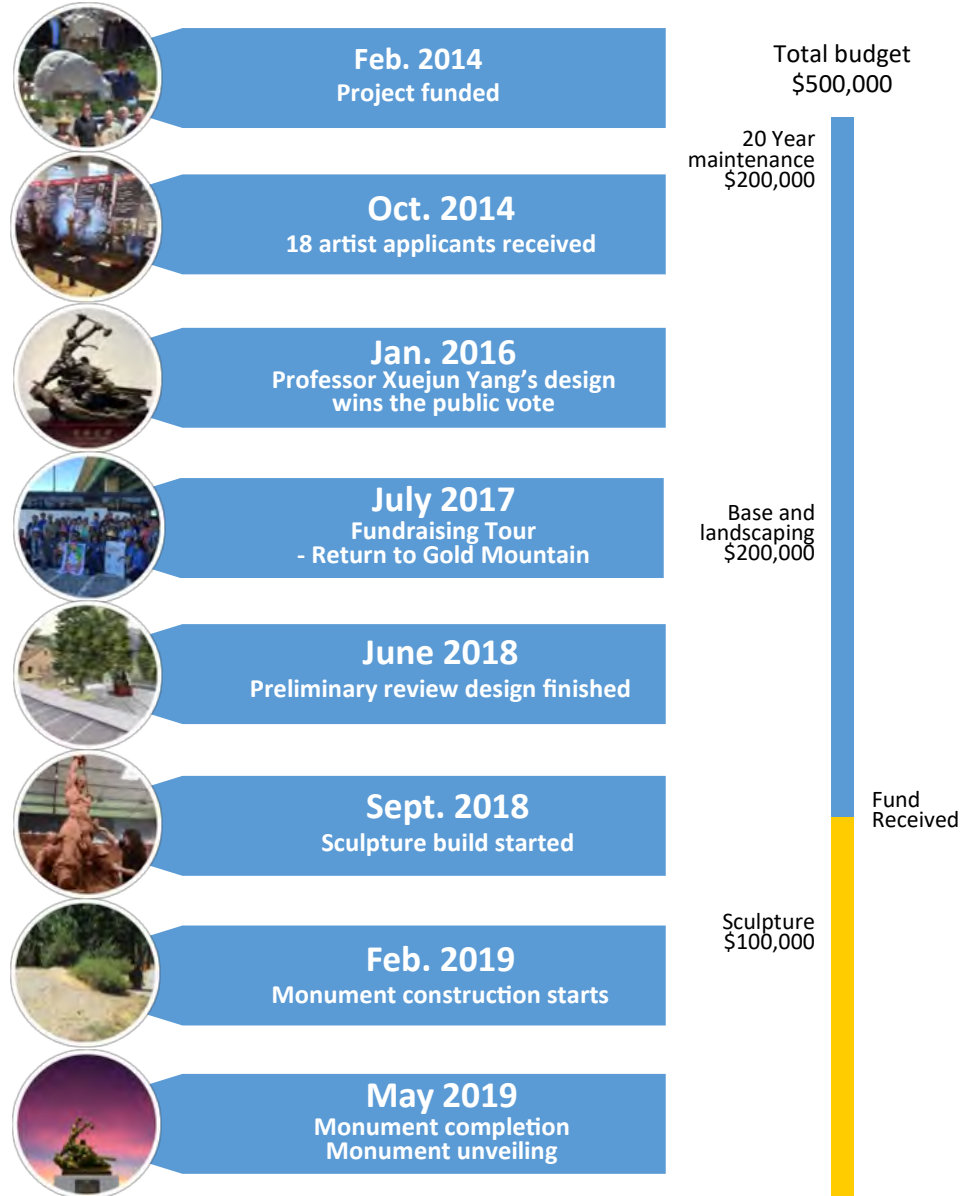 Feb. 2014
Project funded
Oct. 2014
18 artist applicants received
Jan. 2016
Professor Xuejun Yang’s design
wins the public vote
July 2017
Fundraising Tour
- Return to Gold Mountain
June 2018
Preliminary review design finished
Sept. 2018
Sculpture build started
Feb. 2019
Monument construction starts
May 2019
Monument completion
Monument unveiling
Total budget
$500,000
20 Year
maintenance
$200,000
Base and
landscaping
$200,000
Fund
Received
Sculpture
$100,000